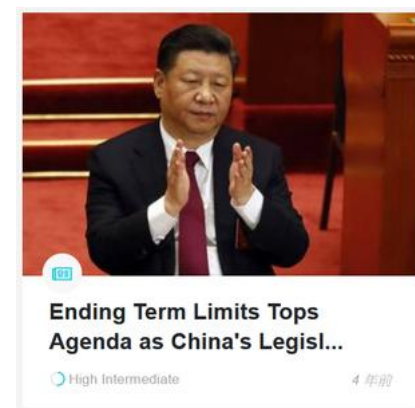 Ending Term Limits Tops
Agenda as China's Legisl...
High Intermediate
4 年前